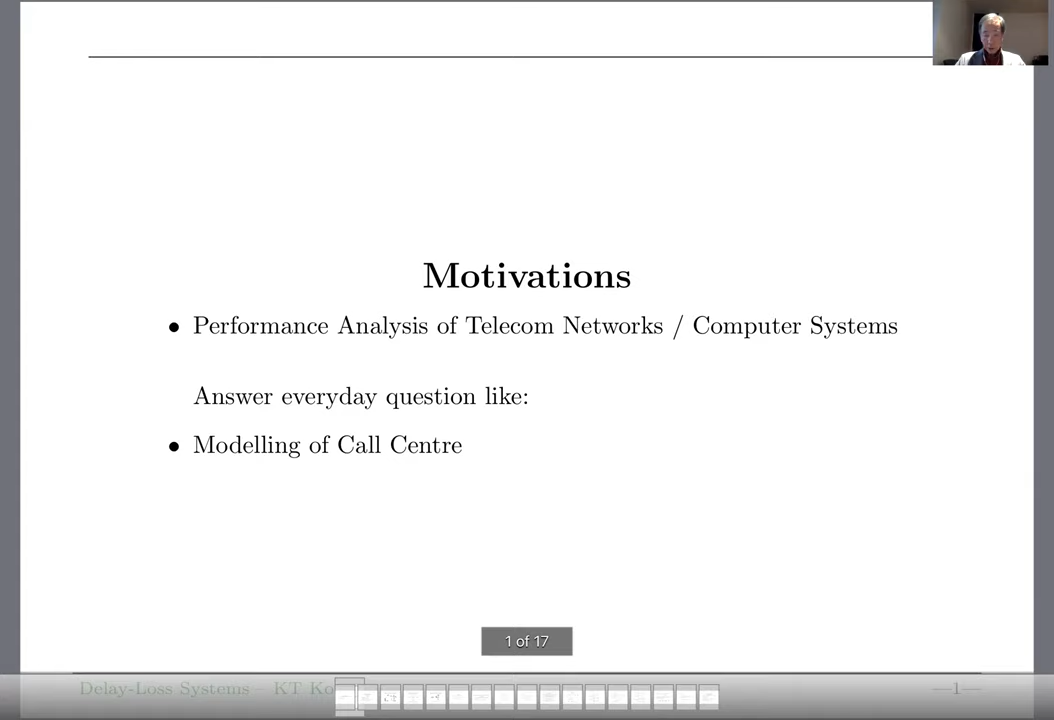 Motivations
• Performance Analysis of Telecom Networks / Computer Systems
Answer everyday question like:
• Modelling of Call Centre
1 of 17
Delay-Loss Systems – KT Ko
—1—